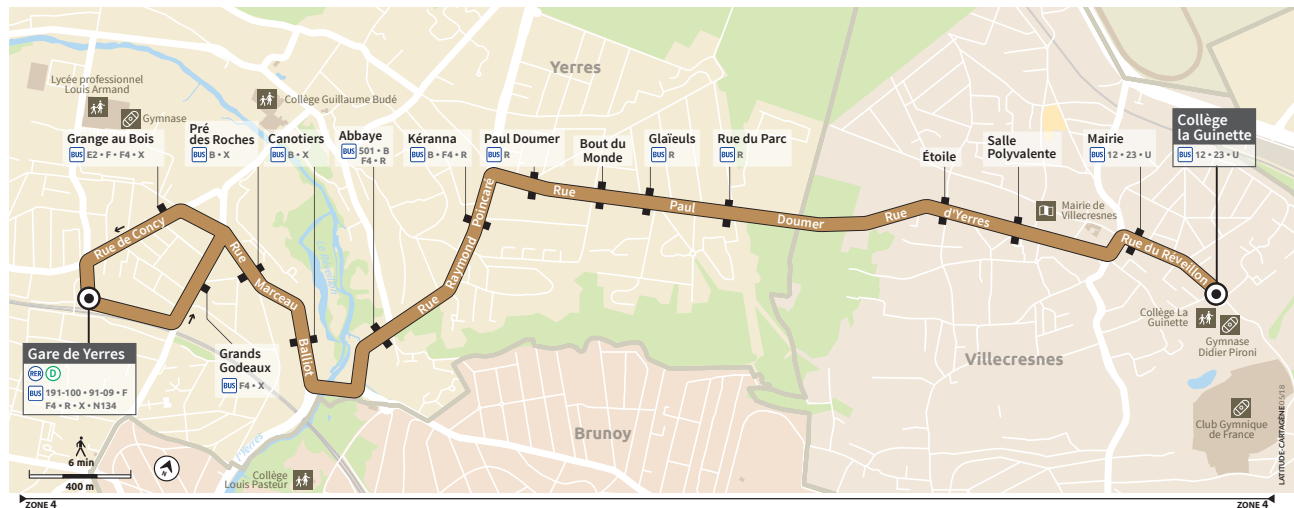 Yerres
Lycée professionnel
Louis Armand
Gymnase
Collège Guillaume Budé
Grange au Bois
BUS E2 • F • F4 • X
Pré
des Roches
BUS B • X
Canotiers
BUS B • X
Abbaye
BUS 501 • B
F4 • R
Kéranna
BUS B • F4 • R
Paul Doumer
BUS R
Bout du
Monde
Glaïeuls
BUS R
Rue du Parc
BUS R
Étoile
Salle
Polyvalente
Mairie
BUS 12 • 23 • U
Collège
la Guinette
BUS 12 • 23 • U
Rue de Concy
Rue
Marceau
Balliot
Rue
Raymond
Poincaré
Rue
Paul
Doumer
Rue
d'Yerres
Rue du Réveillon
Mairie de
Villecresnes
Collège La
Guinette
Gymnase
Didier Pironi
Gare de Yerres
RER D
BUS 191-100 • 91-09 • F
F4 • R • X • N134
Grands
Godeaux
BUS F4 • X
Villecresnes
Brunoy
l'Yerres
Club Gymnique
de France
Collège
Louis Pasteur
6 min
400 m
LATITUDE-CARTAGÈNE 05/18
ZONE 4
ZONE 4